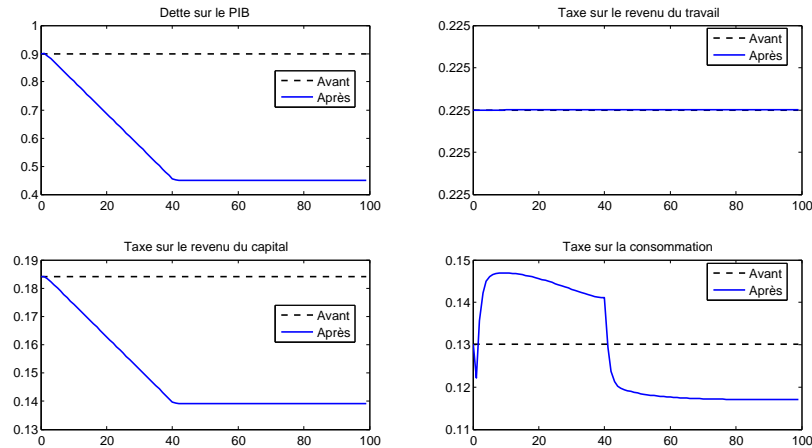 Dette sur le PIB
1
0.9
0.8
0.7
0.6
0.5
0.4
0 20 40 60 80 100
Avant
Après
Taxe sur le revenu du travail
0.225
0.225
0.225
0.225
0.225
0 20 40 60 80 100
Avant
Après
Taxe sur le revenu du capital
0.19
0.18
0.17
0.16
0.15
0.14
0.13
0 20 40 60 80 100
Avant
Après
Taxe sur la consommation
0.15
0.14
0.13
0.12
0.11
0 20 40 60 80 100
Avant
Après